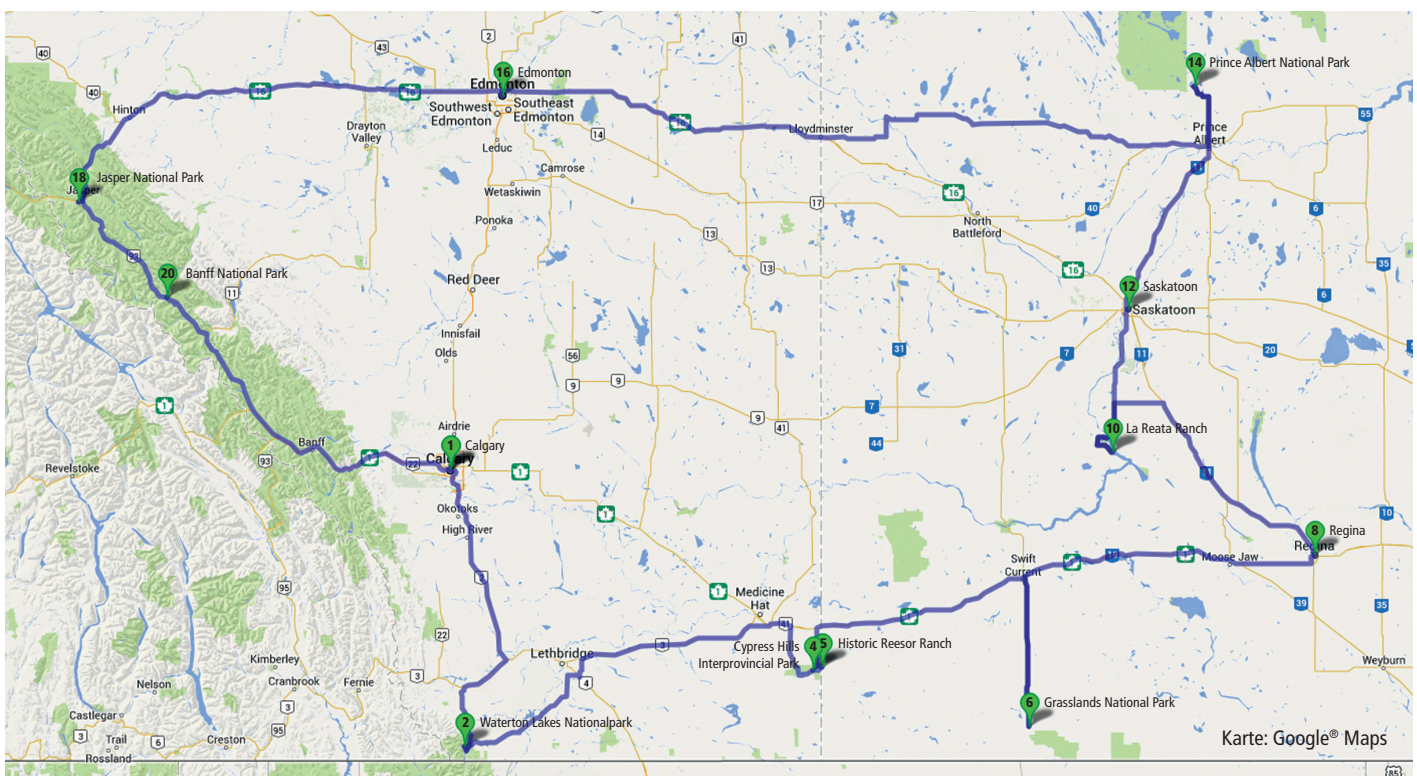 2
43
41
40
16 Edmonton
14 Prince Albert National Park
Edmonton
40
16
16
55
Hinton
Southwest
Edmonton
Southeast
Edmonton
16
Lloydminster
Prince
Albert
Drayton
Valley
14
Leduc
11
Camrose
18 Jasper National Park
Jasper
Wetaskiwin
16
17
40
6
Ponoka
North
Battleford
13
93
20 Banff National Park
13
16
35
Red Deer
12 Saskatoon
11
6
Saskatoon
Innisfail
Olds
56
31
7
11
20
9
9
1
7
9
41
Airdrie
10 La Reata Ranch
44
Banff
1 Calgary
Calgary
93
1
22
1
Revelstoke
Okotoks
1
10
High River
8 Regina
Regina
Swift
Current
1
1
Moose Jaw
2
95
1
Medicine
Hat
39
35
1
41
22
3
Cypress Hills
Interprovincial Park
4
5 Historic Reesor Ranch
Lethbridge
Kimberley
Weyburn
Cranbrook
Fernie
3
4
Nelson
3
6 Grasslands National Park
Castlegar
2 Waterton Lakes Nationalpark
3
Trail
6
Creston
95
Rossland
Karte: Google® Maps
85